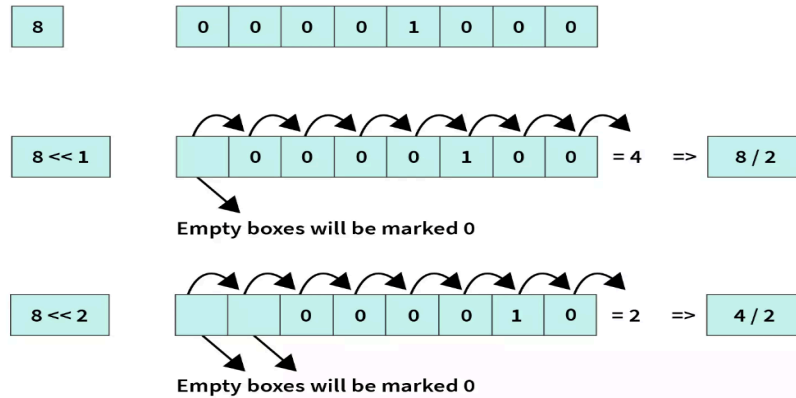 8 0 0 0 0 1 0 0 0
8 << 1 0 0 0 0 1 0 0 = 4 => 8 / 2
Empty boxes will be marked 0
8 << 2 0 0 0 0 1 0 = 2 => 4 / 2
Empty boxes will be marked 0